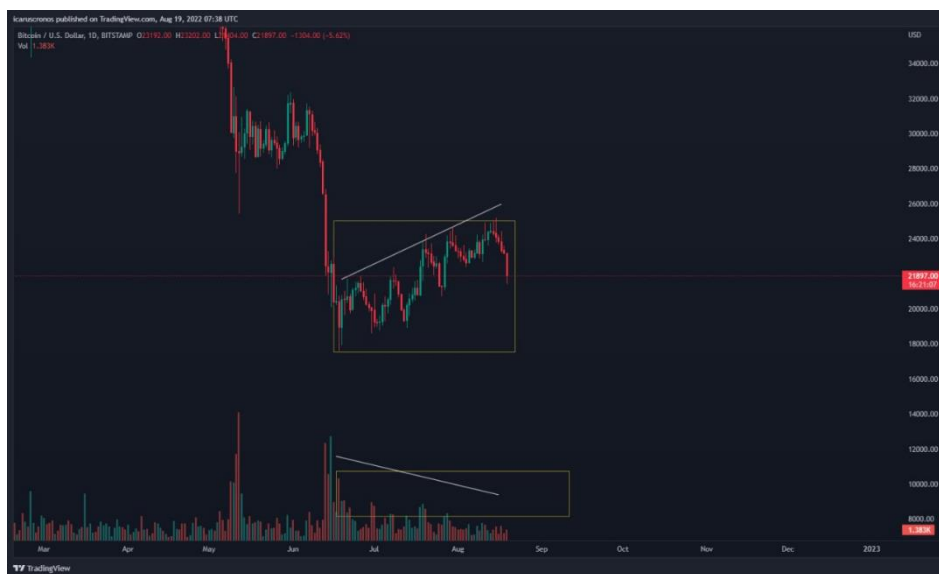 icaruscronos published on TradingView.com, Aug 19, 2022 07:38 UTC
Bitcoin / U.S. Dollar, 1D, BITSTAMP O23192.00 H23202.00 C21897.00 −1304.00 (−5.62%)
Vol 1.383K
USD
34000.00
32000.00
30000.00
28000.00
26000.00
24000.00
21897.00
16:21:07
20000.00
18000.00
16000.00
14000.00
12000.00
10000.00
8000.00
1.383K
Mar Apr May Jun Jul Aug Sep Oct Nov Dec 2023
TradingView